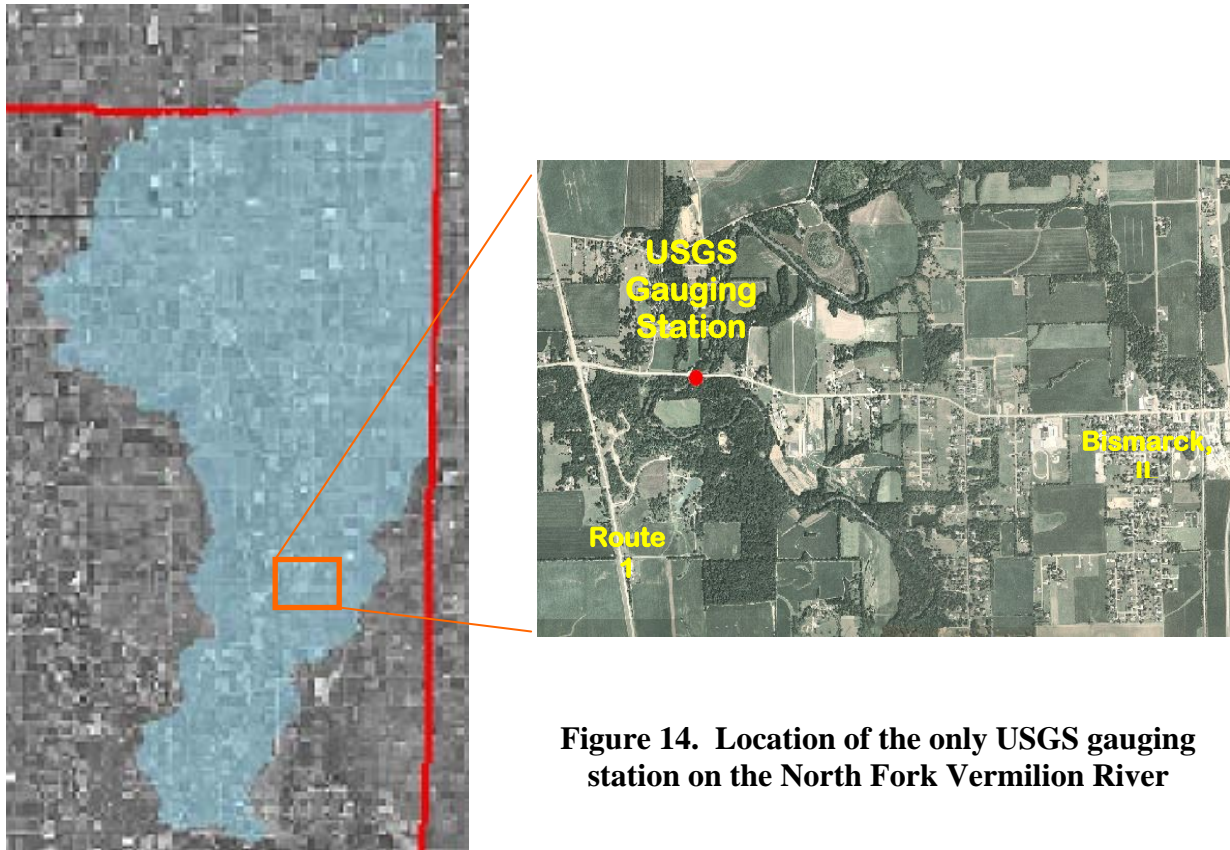 USGS
Gauging
Station
Bismarck,
Il
Route
1
Figure 14. Location of the only USGS gauging
station on the North Fork Vermilion River